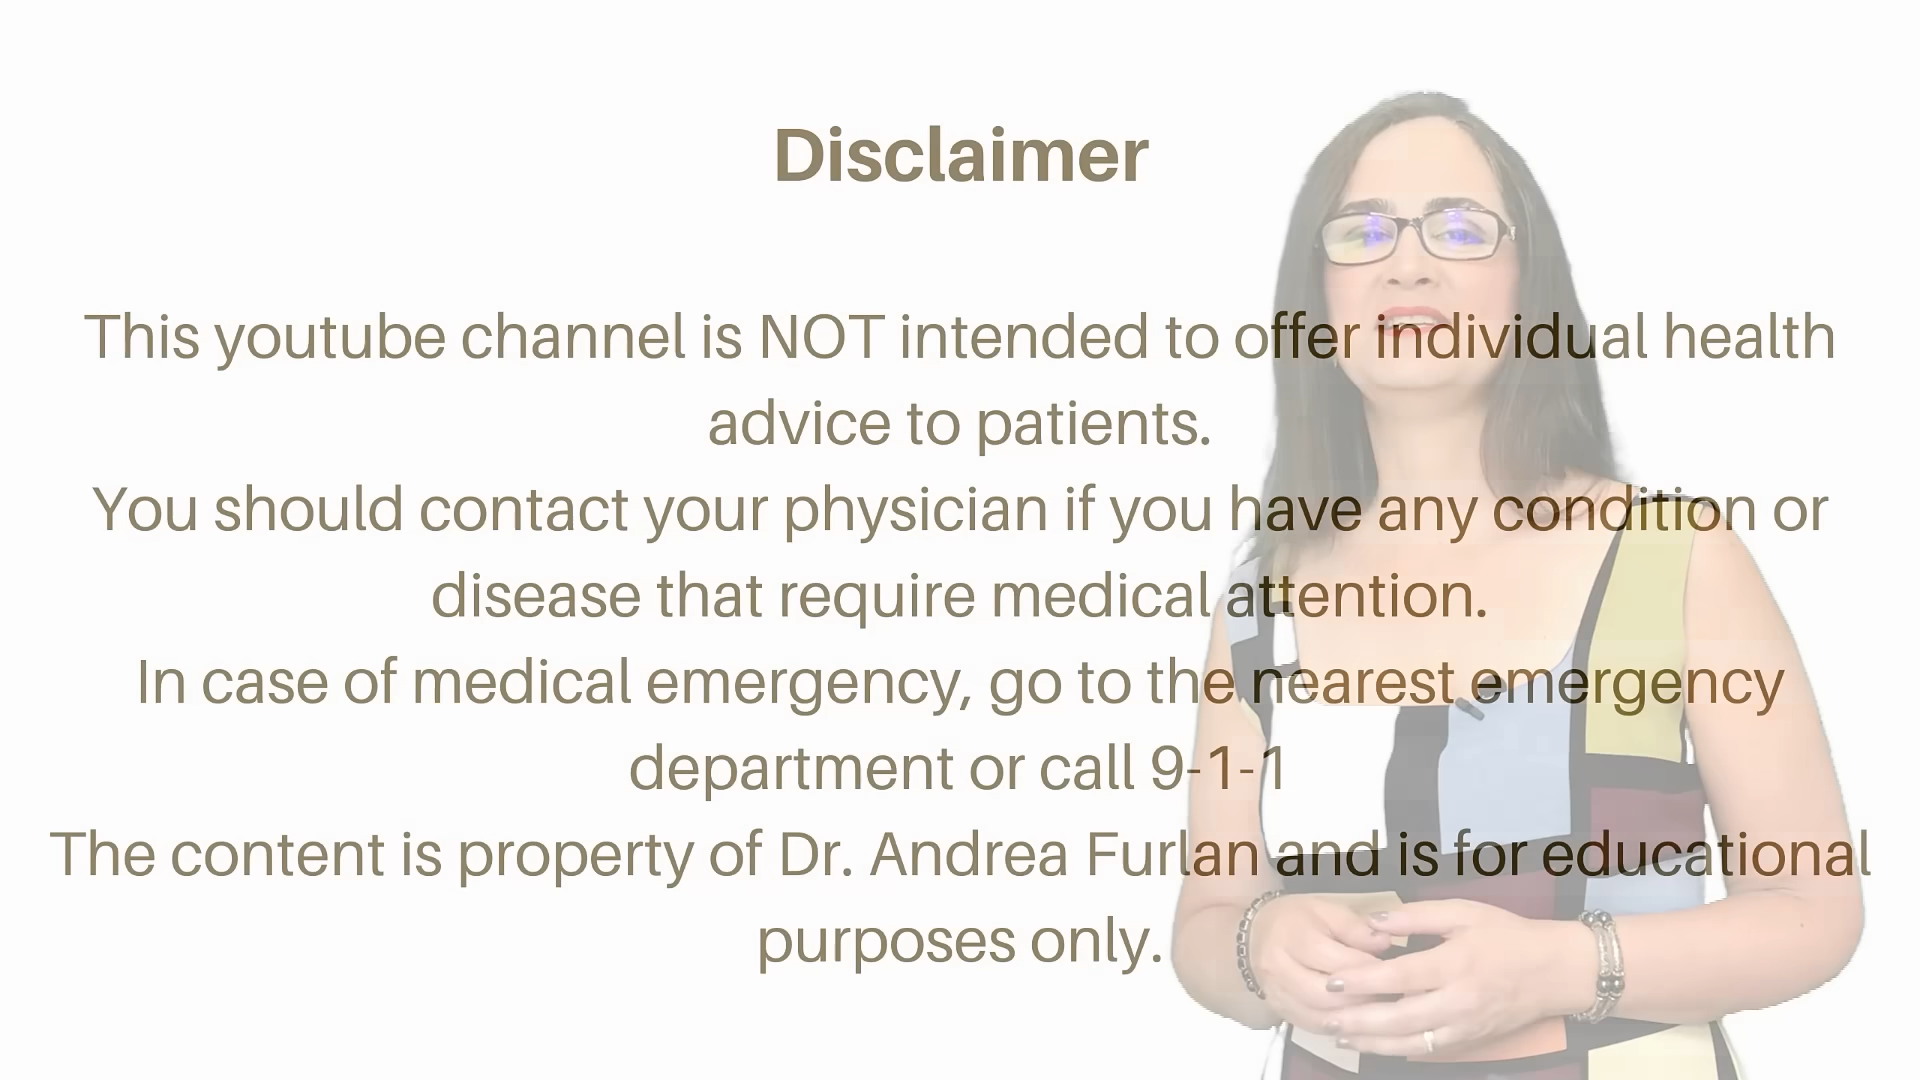 Disclaimer
This youtube channel is NOT intended to offer individual health
advice to patients.
You should contact your physician if you have any condition or
disease that require medical attention.
In case of medical emergency, go to the nearest emergency
department or call 9-1-1
The content is property of Dr. Andrea Furlan and is for educational
purposes only.